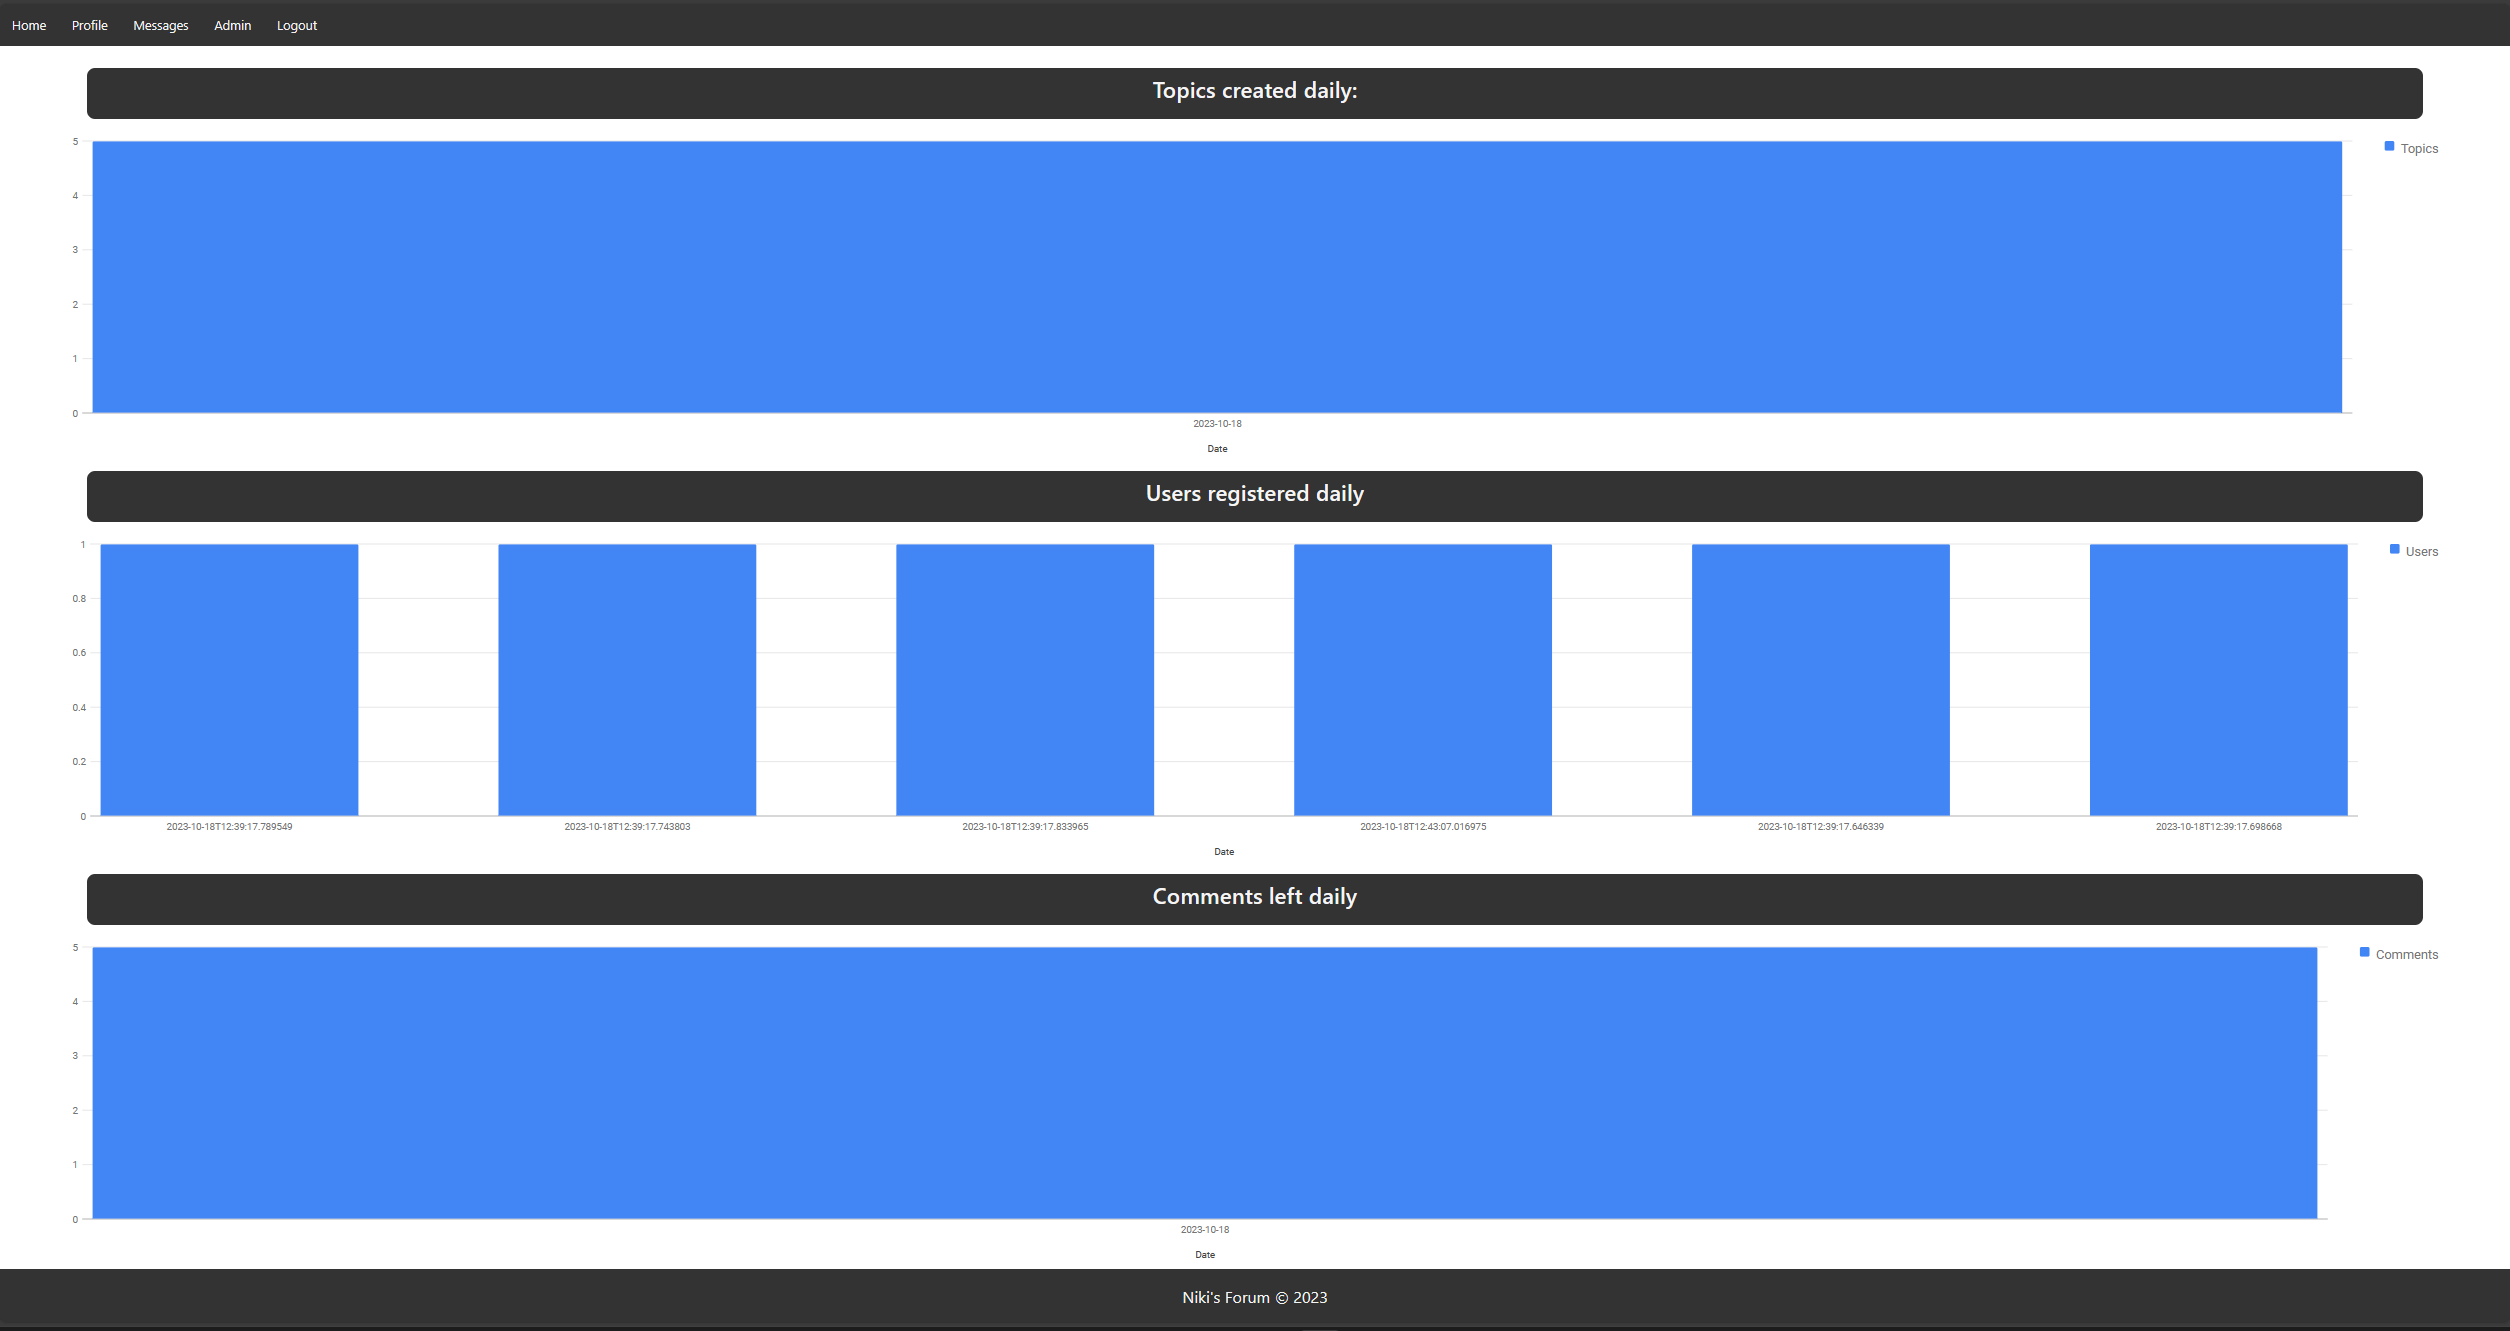 Home Profile Messages Admin Logout
Topics created daily:
5
Topics
4
3
2
1
0
2023-10-18
Date
Users registered daily
1
Users
0.8
0.6
0.4
0.2
0
2023-10-18T12:39:17.789549 2023-10-18T12:39:17.743803 2023-10-18T12:39:17.833965 2023-10-18T12:43:07.016975 2023-10-18T12:39:17.646339 2023-10-18T12:39:17.698668
Date
Comments left daily
5
Comments
4
3
2
1
0
2023-10-18
Date
Niki's Forum © 2023